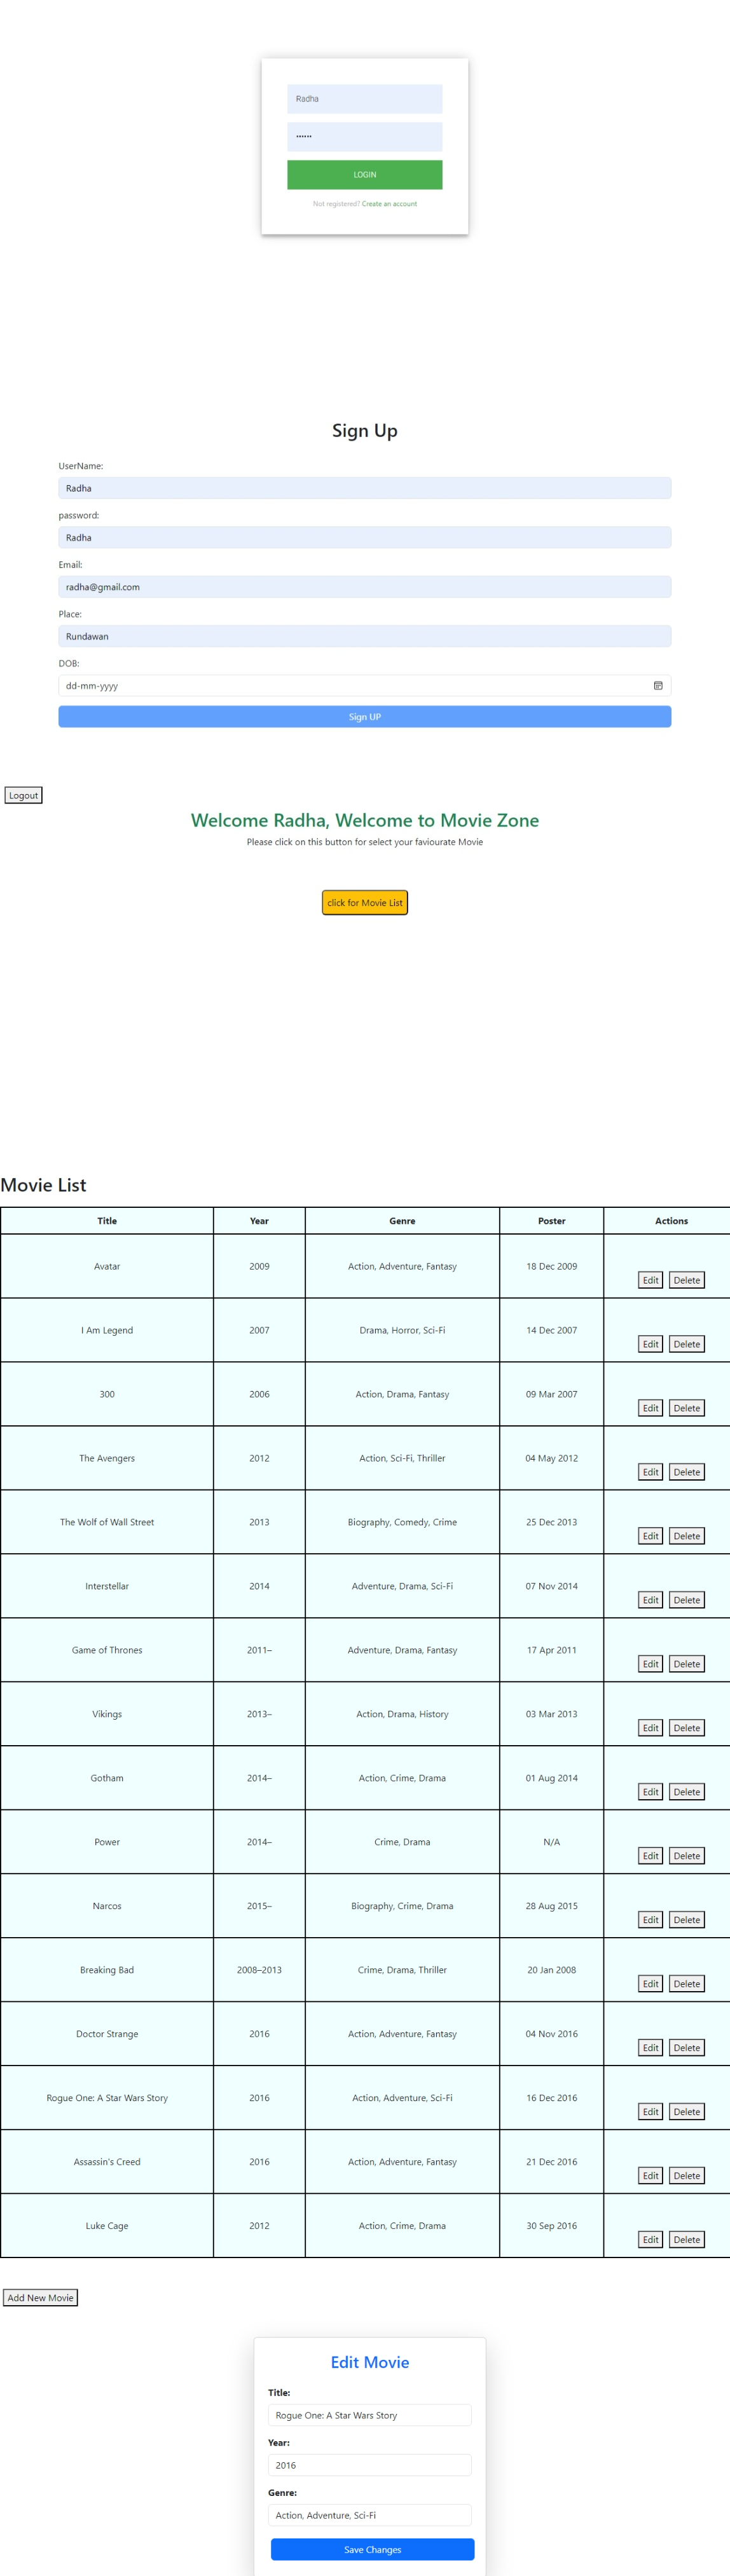 Radha
••••••
LOGIN
Not registered? Create an account
Sign Up
UserName:
Radha
password:
Radha
Email:
radha@gmail.com
Place:
Rundawan
DOB:
dd-mm-yyyy
Sign UP
Logout
Welcome Radha, Welcome to Movie Zone
Please click on this button for select your faviourate Movie
click for Movie List
Movie List
Title Year Genre Poster Actions
Avatar 2009 Action, Adventure, Fantasy 18 Dec 2009 Edit Delete
I Am Legend 2007 Drama, Horror, Sci-Fi 14 Dec 2007 Edit Delete
300 2006 Action, Drama, Fantasy 09 Mar 2007 Edit Delete
The Avengers 2012 Action, Sci-Fi, Thriller 04 May 2012 Edit Delete
The Wolf of Wall Street 2013 Biography, Comedy, Crime 25 Dec 2013 Edit Delete
Interstellar 2014 Adventure, Drama, Sci-Fi 07 Nov 2014 Edit Delete
Game of Thrones 2011– Adventure, Drama, Fantasy 17 Apr 2011 Edit Delete
Vikings 2013– Action, Drama, History 03 Mar 2013 Edit Delete
Gotham 2014– Action, Crime, Drama 01 Aug 2014 Edit Delete
Power 2014– Crime, Drama N/A Edit Delete
Narcos 2015– Biography, Crime, Drama 28 Aug 2015 Edit Delete
Breaking Bad 2008–2013 Crime, Drama, Thriller 20 Jan 2008 Edit Delete
Doctor Strange 2016 Action, Adventure, Fantasy 04 Nov 2016 Edit Delete
Rogue One: A Star Wars Story 2016 Action, Adventure, Sci-Fi 16 Dec 2016 Edit Delete
Assassin's Creed 2016 Action, Adventure, Fantasy 21 Dec 2016 Edit Delete
Luke Cage 2012 Action, Crime, Drama 30 Sep 2016 Edit Delete
Add New Movie
Edit Movie
Title:
Rogue One: A Star Wars Story
Year:
2016
Genre:
Action, Adventure, Sci-Fi
Save Changes